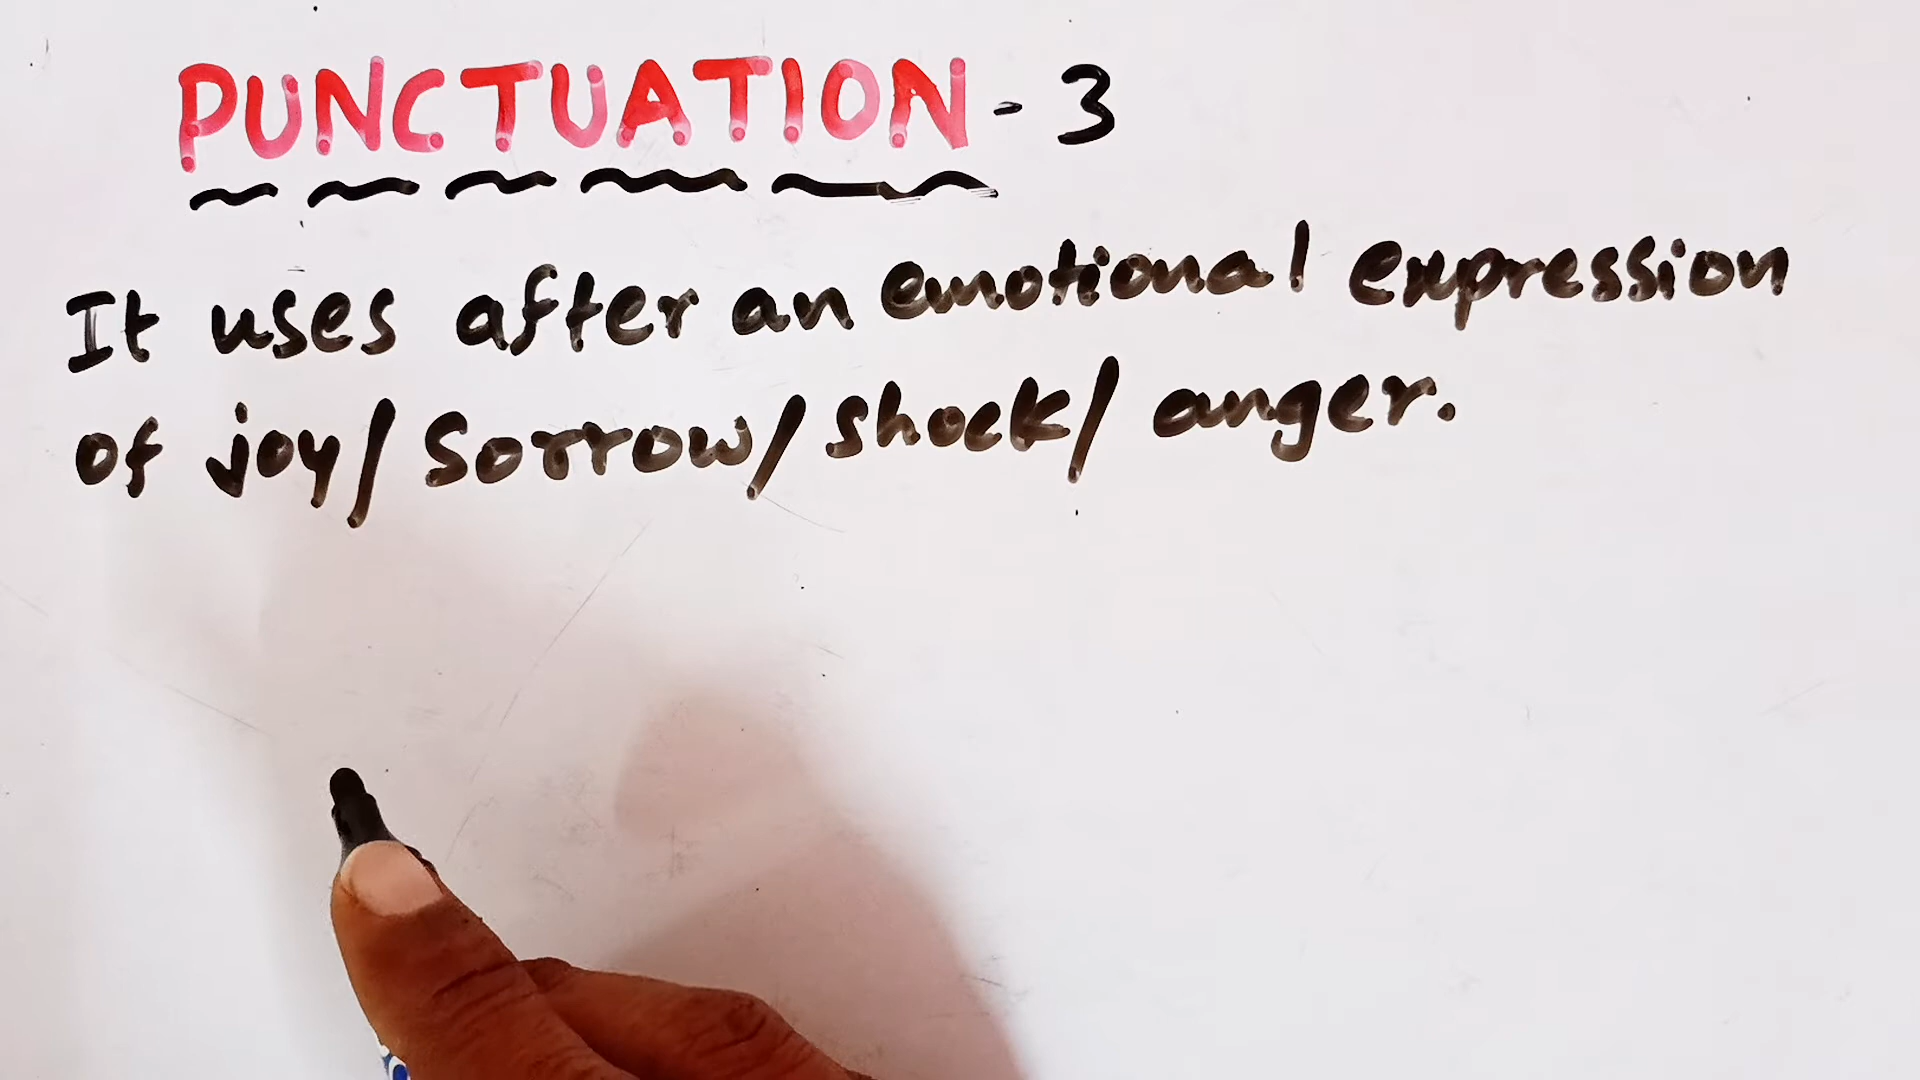 PUNCTUATION - 3
It uses after an emotional expression
of joy/ Sorrow/ shock/ anger.